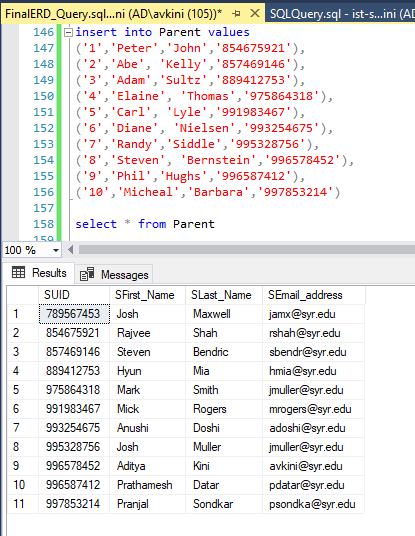 FinalERD_Query.sql...ni (AD\avkini (105))* SQLQuery.sql - ist-s...ini (AD\av
146 insert into Parent values
147 ('1','Peter','John','854675921'),
148 ('2','Abe', 'Kelly','857469146'),
149 ('3','Adam','Sultz','889412753'),
150 ('4','Elaine', 'Thomas','975864318'),
151 ('5','Carl', 'Lyle','991983467'),
152 ('6','Diane', 'Nielsen','993254675'),
153 ('7','Randy','Siddle','995328756'),
154 ('8','Steven', 'Bernstein','996578452'),
155 ('9','Phil','Hughs','996587412'),
156 ('10','Micheal','Barbara','997853214')
157
158 select * from Parent
159
100 %
Results Messages
SUID SFirst_Name SLast_Name SEmail_address
1 789567453 Josh Maxwell jamx@syr.edu
2 854675921 Rajvee Shah rshah@syr.edu
3 857469146 Steven Bendric sbendr@syr.edu
4 889412753 Hyun Mia hmia@syr.edu
5 975864318 Mark Smith jmuller@syr.edu
6 991983467 Mick Rogers mrogers@syr.edu
7 993254675 Anushi Doshi adoshi@syr.edu
8 995328756 Josh Muller jmuller@syr.edu
9 996578452 Aditya Kini avkini@syr.edu
10 996587412 Prathamesh Datar pdatar@syr.edu
11 997853214 Pranjal Sondkar psondka@syr.edu